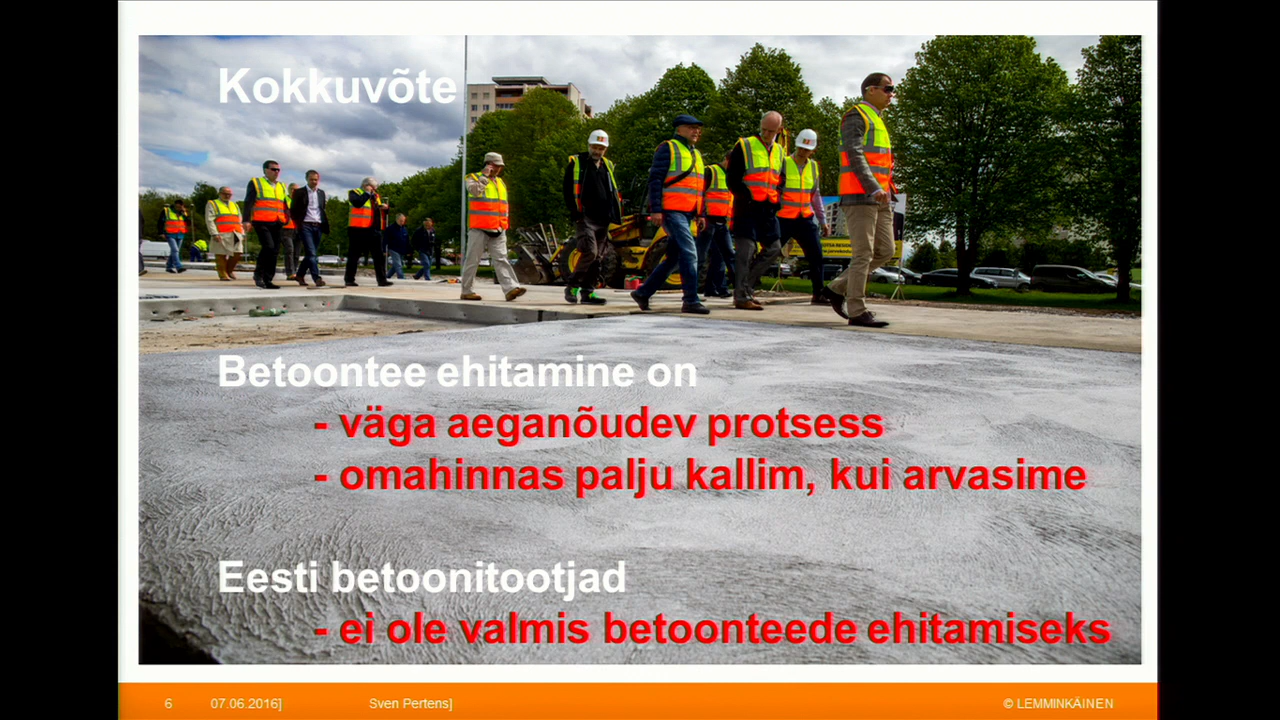 Kokkuvõte
Betoontee ehitamine on
- väga aeganõudev protsess
- omahinnas palju kallim, kui arvasime
Eesti betoonitootjad
- ei ole valmis betoonteede ehitamiseks
6 07.06.2016] Sven Pertens] © LEMMINKÄINEN